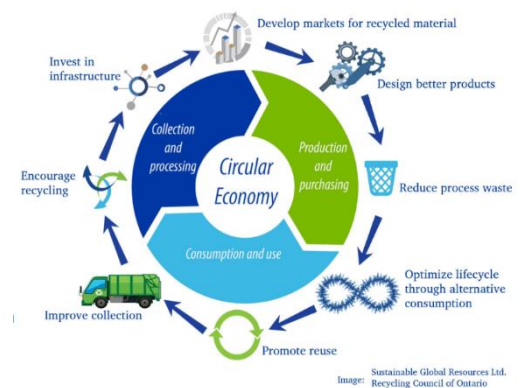 Develop markets for recycled material
Design better products
Reduce process waste
Optimize lifecycle
through alternative
consumption
Promote reuse
Improve collection
Encourage
recycling
Invest in
infrastructure
Collection
and
processing
Production
and
purchasing
Consumption and use
Circular
Economy
Image: Sustainable Global Resources Ltd.
Recycling Council of Ontario